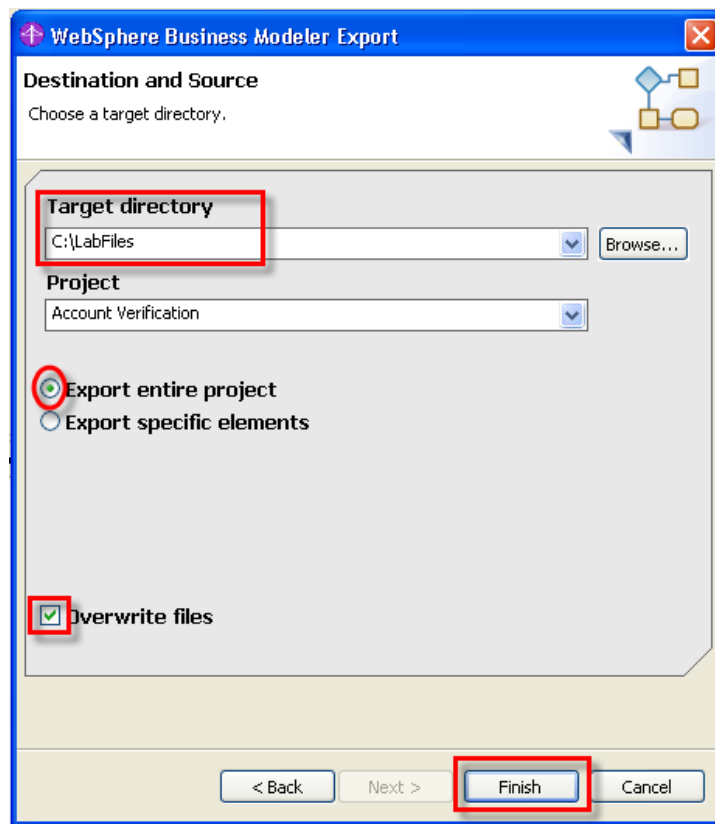 WebSphere Business Modeler Export
Destination and Source
Choose a target directory.
Target directory
C:\LabFiles
Browse...
Project
Account Verification
Export entire project
Export specific elements
Overwrite files
< Back Next > Finish Cancel